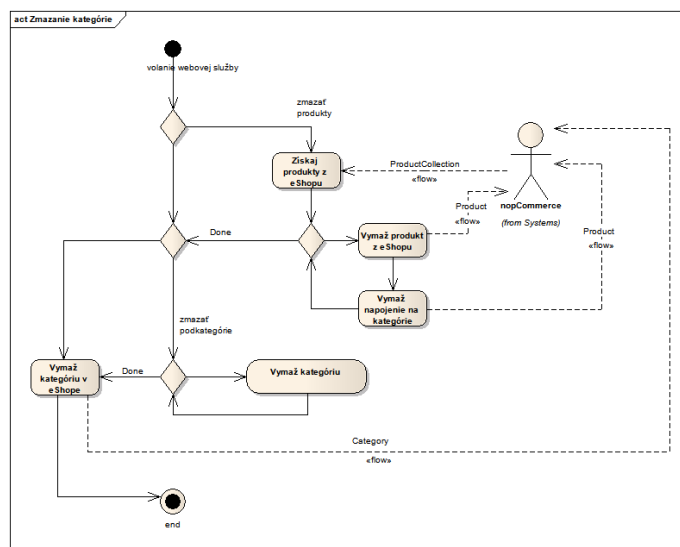 act Zmazanie kategórie
volanie webovej služby
zmazať
produkty
Získaj
produkty z
eShopu
ProductCollection
«flow»
nopCommerce
(from Systems)
Product
«flow»
Product
«flow»
Done
Vymaž produkt
z eShopu
Vymaž
napojenie na
kategórie
zmazať
podkategórie
Vymaž
kategóriu v
eShope
Done
Vymaž kategóriu
Category
«flow»
end